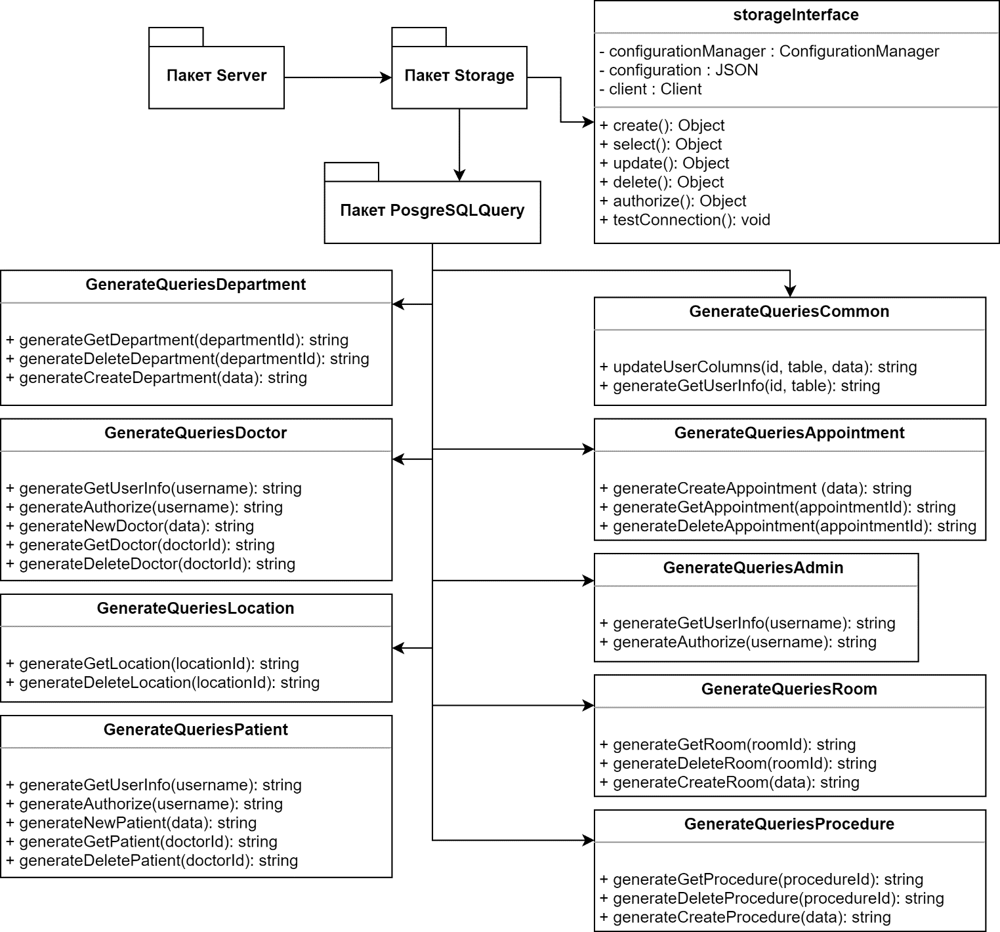 Пакет Server
Пакет Storage
storageInterface
- configurationManager : ConfigurationManager
- configuration : JSON
- client : Client
+ create(): Object
+ select(): Object
+ update(): Object
+ delete(): Object
+ authorize(): Object
+ testConnection(): void
Пакет PosgreSQLQuery
GenerateQueriesDepartment
+ generateGetDepartment(departmentId): string
+ generateDeleteDepartment(departmentId): string
+ generateCreateDepartment(data): string
GenerateQueriesCommon
+ updateUserColumns(id, table, data): string
+ generateGetUserInfo(id, table): string
GenerateQueriesDoctor
+ generateGetUserInfo(username): string
+ generateAuthorize(username): string
+ generateNewDoctor(data): string
+ generateGetDoctor(doctorId): string
+ generateDeleteDoctor(doctorId): string
GenerateQueriesAppointment
+ generateCreateAppointment (data): string
+ generateGetAppointment(appointmentId): string
+ generateDeleteAppointment(appointmentId): string
GenerateQueriesAdmin
+ generateGetUserInfo(username): string
+ generateAuthorize(username): string
GenerateQueriesLocation
+ generateGetLocation(locationId): string
+ generateDeleteLocation(locationId): string
GenerateQueriesRoom
+ generateGetRoom(roomId): string
+ generateDeleteRoom(roomId): string
+ generateCreateRoom(data): string
GenerateQueriesPatient
+ generateGetUserInfo(username): string
+ generateAuthorize(username): string
+ generateNewPatient(data): string
+ generateGetPatient(doctorId): string
+ generateDeletePatient(doctorId): string
GenerateQueriesProcedure
+ generateGetProcedure(procedureId): string
+ generateDeleteProcedure(procedureId): string
+ generateCreateProcedure(data): string